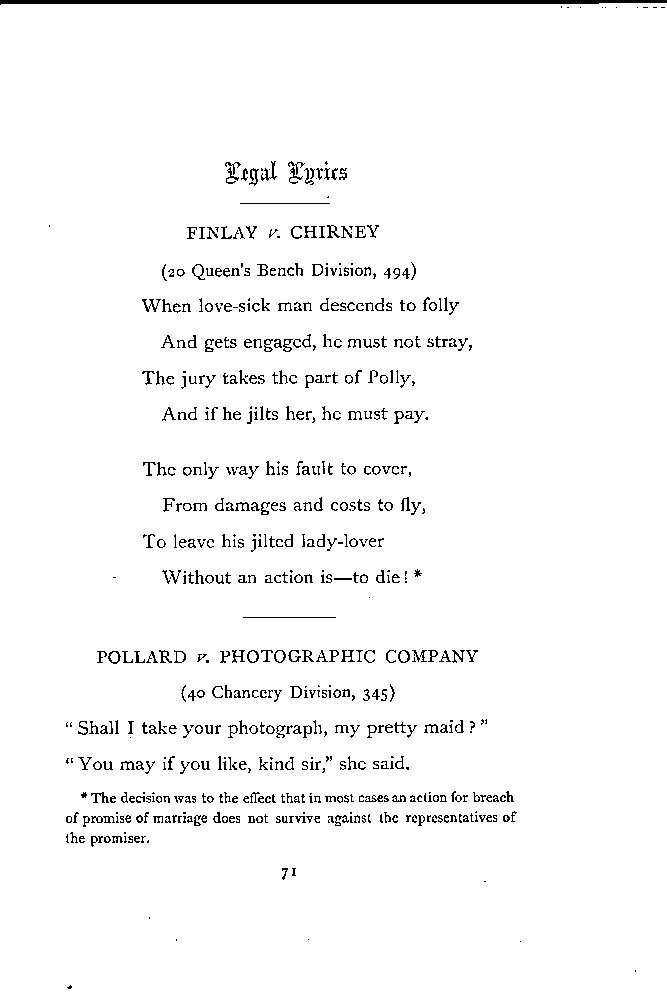 Legal Lyrics
FINLAY v. CHIRNEY
(20 Queen's Bench Division, 494)
When love-sick man descends to folly
And gets engaged, he must not stray,
The jury takes the part of Polly,
And if he jilts her, he must pay.
The only way his fault to cover,
From damages and costs to fly,
To leave his jilted lady-lover
Without an action is—to die! *
POLLARD v. PHOTOGRAPHIC COMPANY
(40 Chancery Division, 345)
“Shall I take your photograph, my pretty maid?”
“You may if you like, kind sir,” she said.
* The decision was to the effect that in most cases an action for breach
of promise of marriage does not survive against the representatives of
the promiser.
71